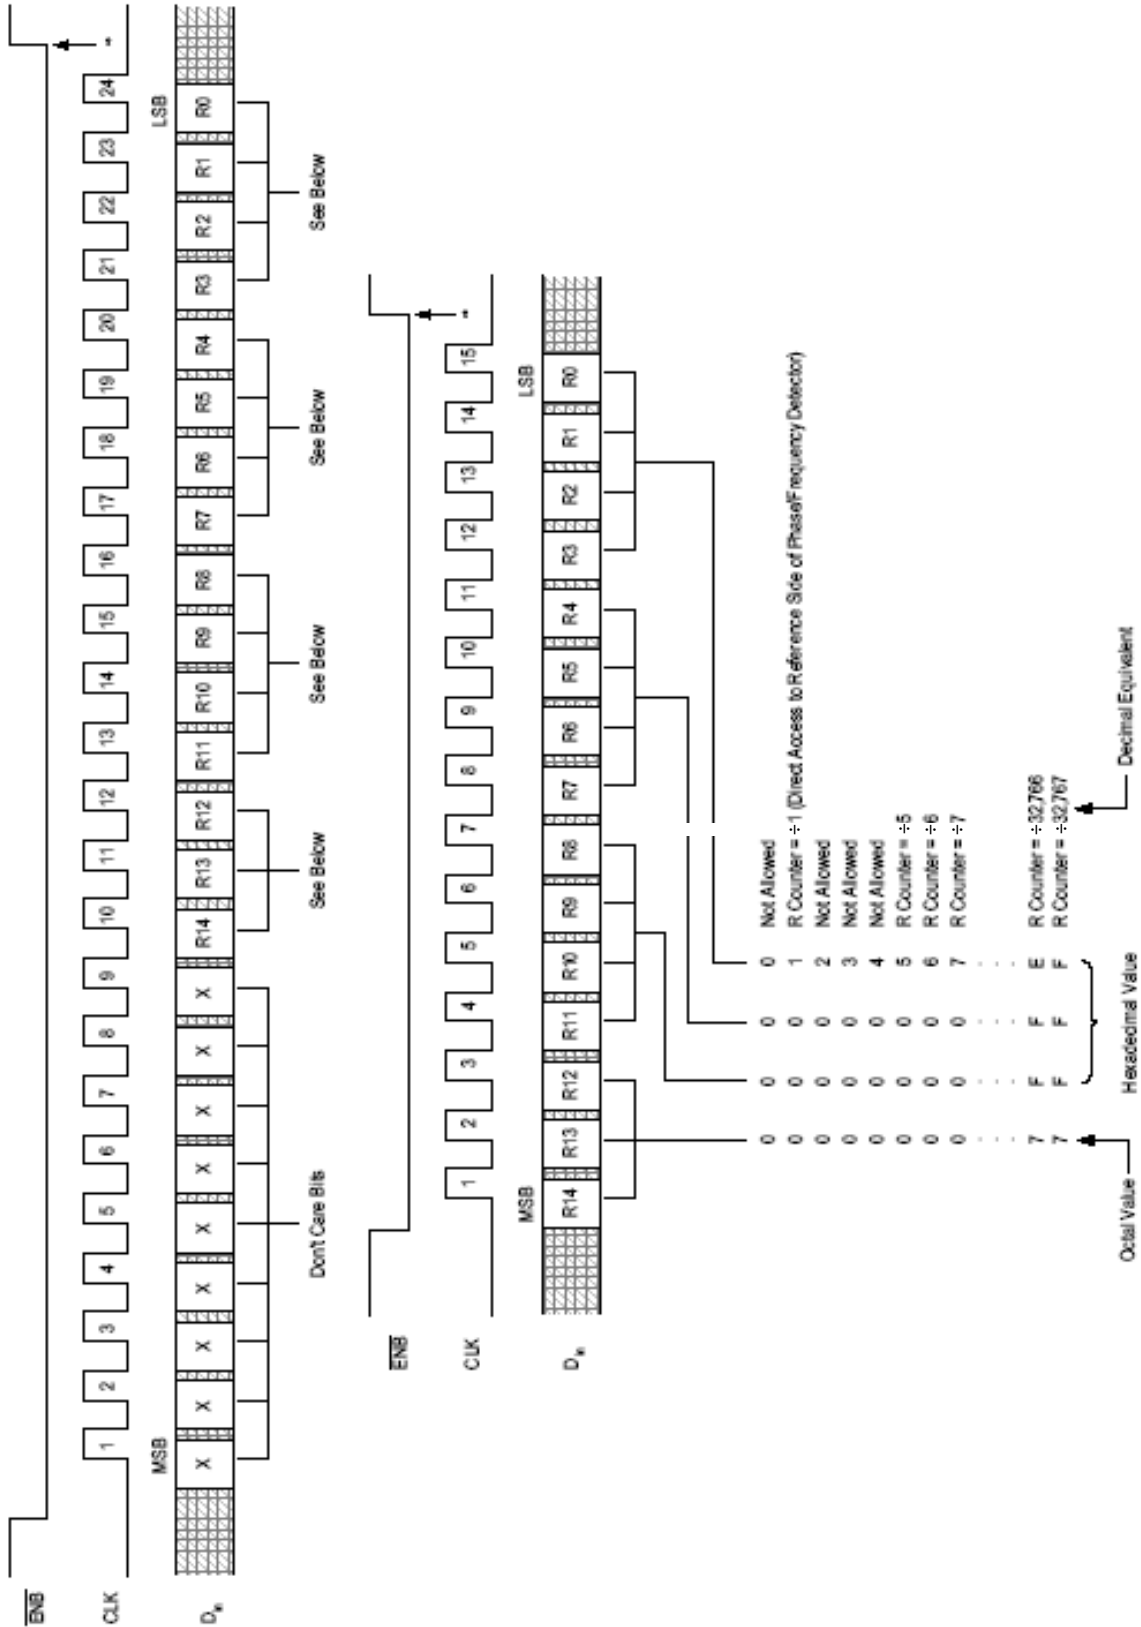 ENB
CLK 1 2 3 4 5 6 7 8 9 10 11 12 13 14 15 16 17 18 19 20 21 22 23 24 *
MSB LSB
Din X X X X X X X X X R14 R13 R12 R11 R10 R9 R8 R7 R6 R5 R4 R3 R2 R1 R0
Don't Care Bits See Below See Below See Below See Below
ENB
CLK 1 2 3 4 5 6 7 8 9 10 11 12 13 14 15 *
MSB LSB
Din R14 R13 R12 R11 R10 R9 R8 R7 R6 R5 R4 R3 R2 R1 R0
0 0 0 0 Not Allowed
0 0 0 1 R Counter = ÷1 (Direct Access to Reference Side of Phase/Frequency Detector)
0 0 0 2 Not Allowed
0 0 0 3 Not Allowed
0 0 0 4 Not Allowed
0 0 0 5 R Counter = ÷5
0 0 0 6 R Counter = ÷6
0 0 0 7 R Counter = ÷7
7 F F E R Counter = ÷32,766
7 F F F R Counter = ÷32,767
Octal Value Hexadecimal Value Decimal Equivalent